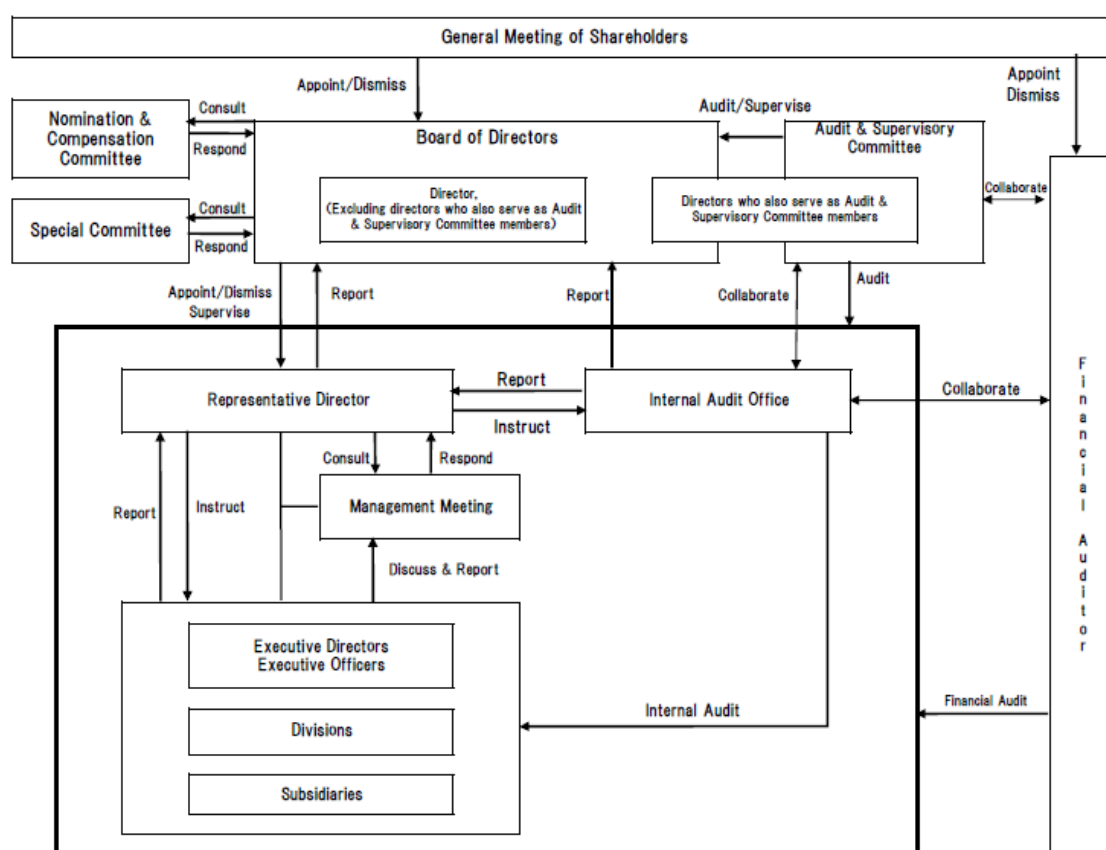 General Meeting of Shareholders
Appoint/Dismiss
Appoint
Dismiss
Nomination &
Compensation
Committee
Consult
Respond
Board of Directors
Audit/Supervise
Audit & Supervisory
Committee
Director,
(Excluding directors who also serve as Audit
& Supervisory Committee members)
Directors who also serve as Audit &
Supervisory Committee members
Collaborate
Special Committee
Consult
Respond
Appoint/Dismiss
Supervise
Report
Report
Collaborate
Audit
Representative Director
Report
Instruct
Internal Audit Office
Collaborate
Financial Auditor
Consult
Respond
Report
Instruct
Management Meeting
Discuss & Report
Executive Directors
Executive Officers
Divisions
Subsidiaries
Internal Audit
Financial Audit